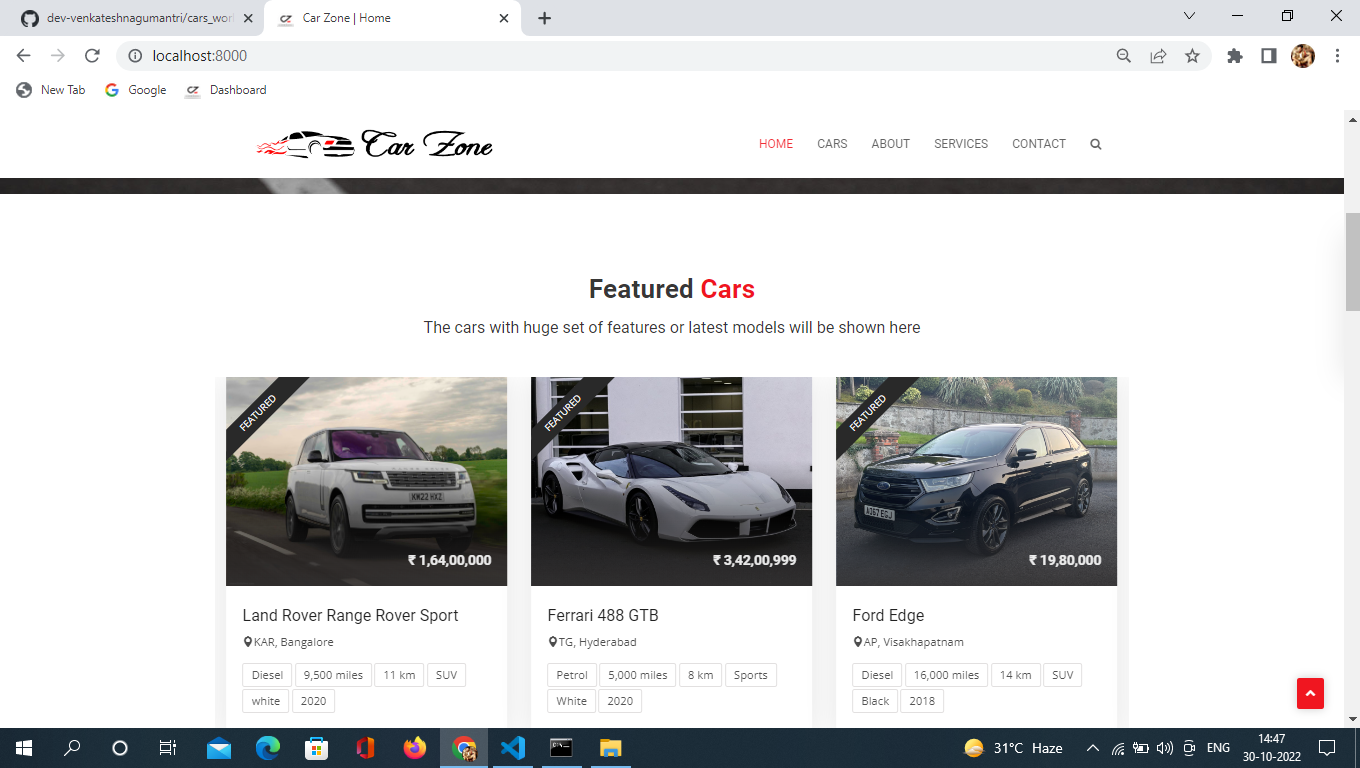 dev-venkateshnagumantri/cars_wor
Car Zone | Home
localhost:8000
New Tab
Google
CZ
Dashboard
Car Zone
HOME
CARS
ABOUT
SERVICES
CONTACT
Featured Cars
The cars with huge set of features or latest models will be shown here
FEATURED
KW22 HXZ
₹ 1,64,00,000
Land Rover Range Rover Sport
KAR, Bangalore
Diesel 9,500 miles 11 km SUV
white 2020
FEATURED
₹ 3,42,00,999
Ferrari 488 GTB
TG, Hyderabad
Petrol 5,000 miles 8 km Sports
White 2020
FEATURED
AO67 EGJ
₹ 19,80,000
Ford Edge
AP, Visakhapatnam
Diesel 16,000 miles 14 km SUV
Black 2018
31°C Haze
ENG
14:47
30-10-2022